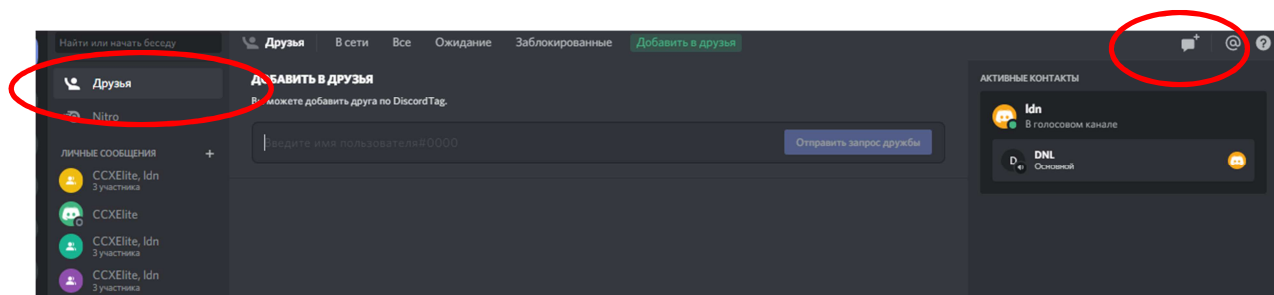 Найти или начать беседу
Друзья
Nitro
ЛИЧНЫЕ СООБЩЕНИЯ +
CCXElite, ldn
3 участника
CCXElite
CCXElite, ldn
3 участника
CCXElite, ldn
3 участника
Друзья В сети Все Ожидание Заблокированные Добавить в друзья
ДОБАВИТЬ В ДРУЗЬЯ
Вы можете добавить друга по DiscordTag.
Введите имя пользователя#0000 Отправить запрос дружбы
АКТИВНЫЕ КОНТАКТЫ
ldn
В голосовом канале
D
DNL
Основной